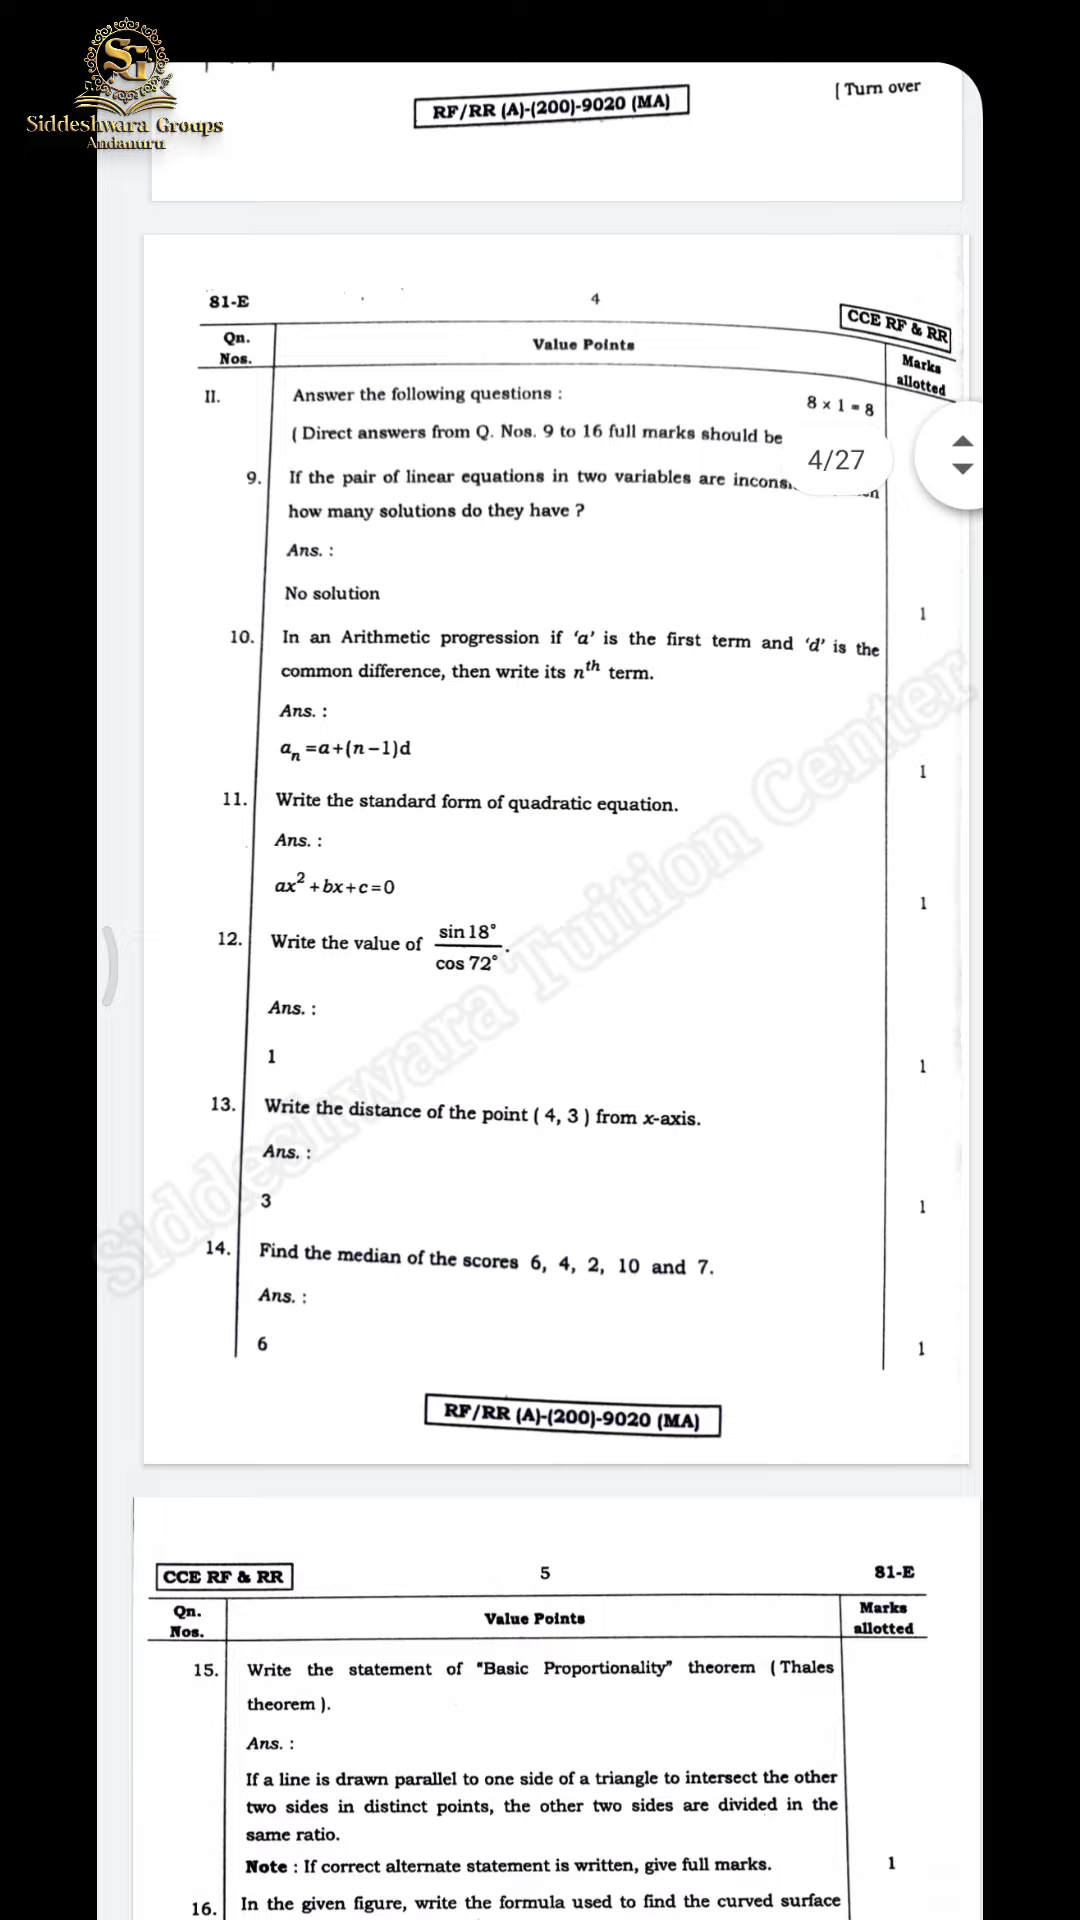 SG
Siddeshwara Groups
Andanuru
[ Turn over
RF/RR (A)-(200)-9020 (MA)
81-E
4
CCE RF & RR
Qn. Nos.
Value Points
Marks allotted
II.
Answer the following questions :
8 × 1 = 8
( Direct answers from Q. Nos. 9 to 16 full marks should be
4/27
9. If the pair of linear equations in two variables are
how many solutions do they have ?
Ans. :
No solution
1
10. In an Arithmetic progression if ‘a’ is the first term and ‘d’ is the
common difference, then write its nth term.
Ans. :
aₙ =a+(n−1)d
1
11. Write the standard form of quadratic equation.
Ans. :
ax² +bx+c=0
1
12. Write the value of sin 18° / cos 72° .
Ans. :
1
1
13. Write the distance of the point ( 4, 3 ) from x-axis.
Ans. :
3
1
14. Find the median of the scores 6, 4, 2, 10 and 7.
Ans. :
6
1
Siddeshwara Tuition Center
RF/RR (A)-(200)-9020 (MA)
CCE RF & RR
5
81-E
Qn. Nos.
Value Points
Marks allotted
15. Write the statement of “Basic Proportionality” theorem ( Thales
theorem ).
Ans. :
If a line is drawn parallel to one side of a triangle to intersect the other
two sides in distinct points, the other two sides are divided in the
same ratio.
Note : If correct alternate statement is written, give full marks.
1
16. In the given figure, write the formula used to find the curved surface